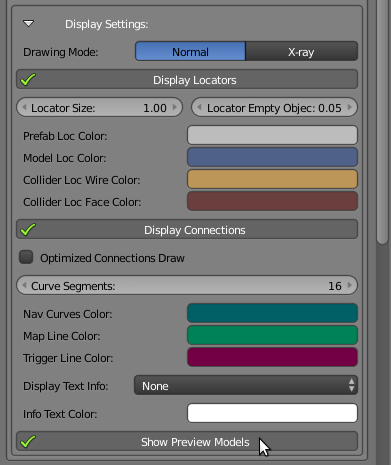 Display Settings:
Drawing Mode: Normal X-ray
Display Locators
Locator Size: 1.00 Locator Empty Objec: 0.05
Prefab Loc Color:
Model Loc Color:
Collider Loc Wire Color:
Collider Loc Face Color:
Display Connections
Optimized Connections Draw
Curve Segments: 16
Nav Curves Color:
Map Line Color:
Trigger Line Color:
Display Text Info: None
Info Text Color:
Show Preview Models